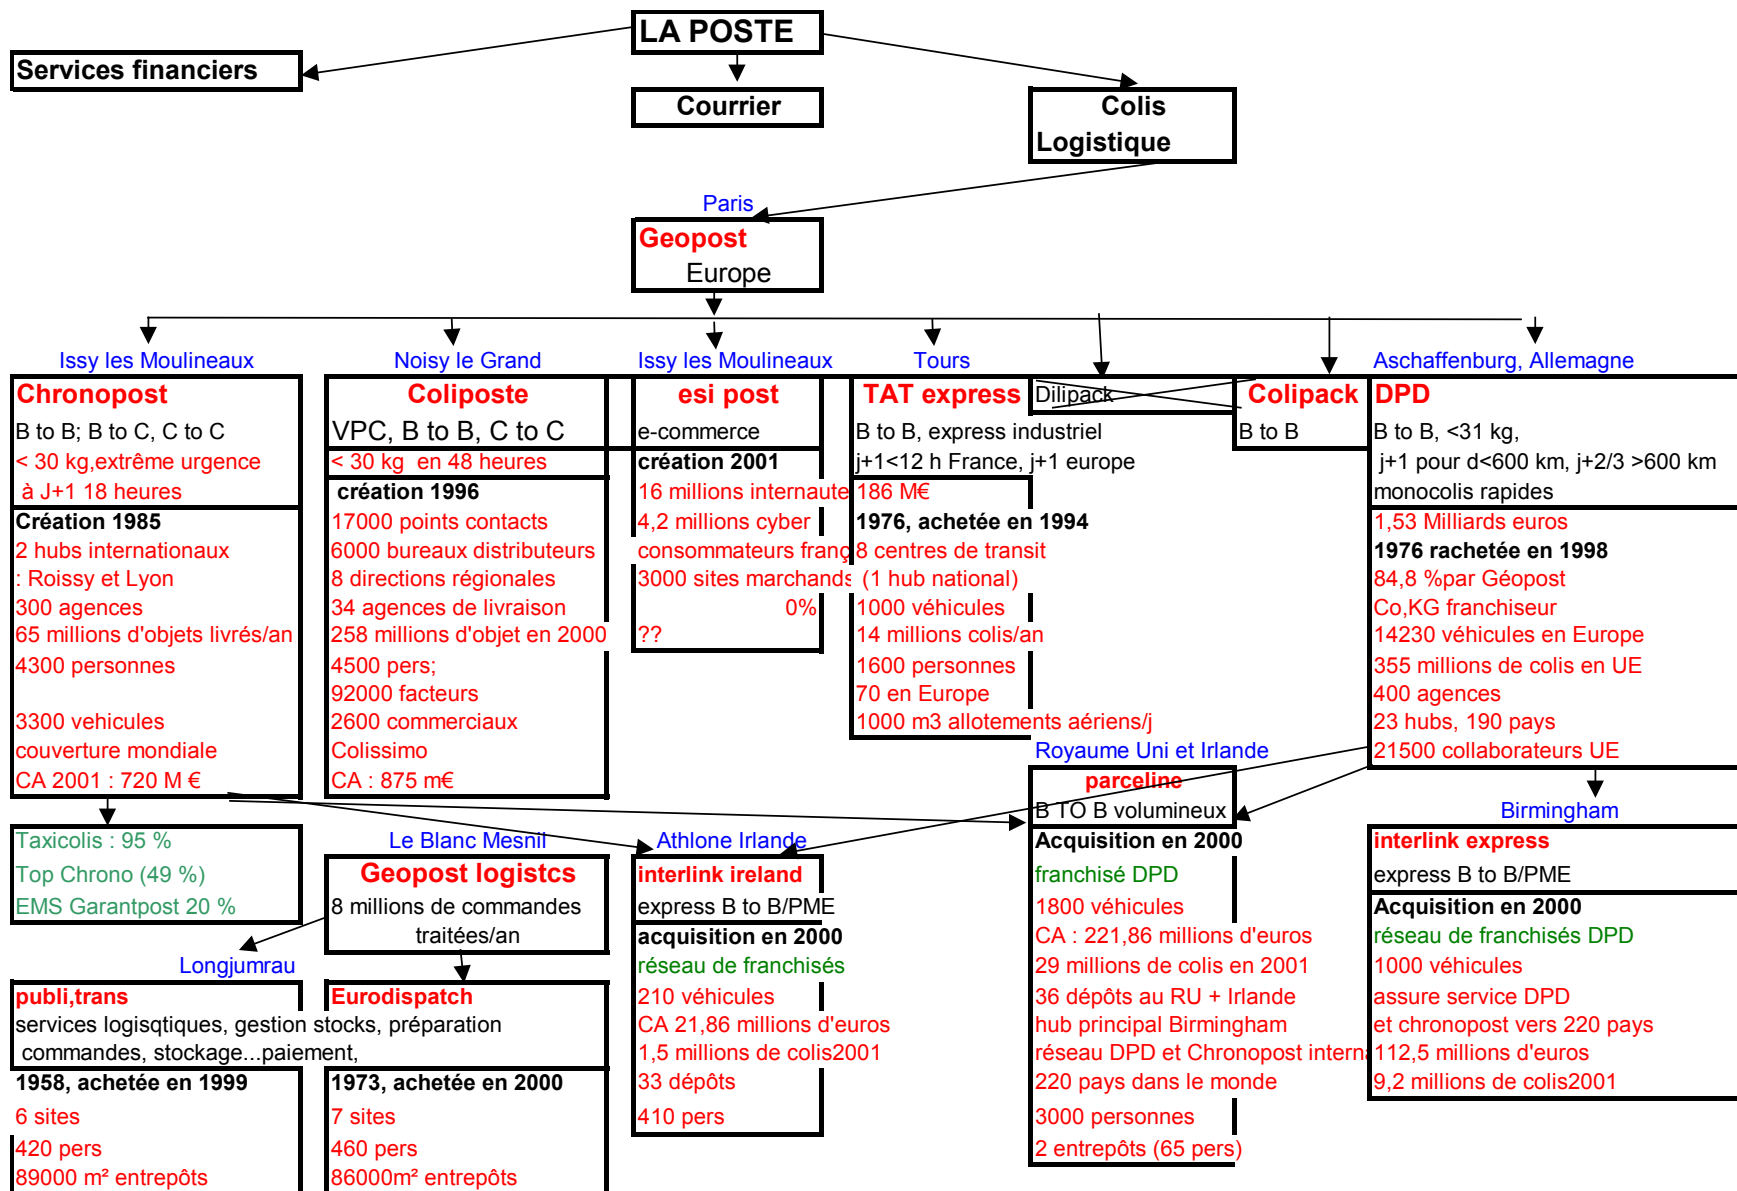 LA POSTE
Services financiers
Courrier
Colis
Logistique
Paris
Geopost
Europe
Issy les Moulineaux
Chronopost
B to B; B to C, C to C
< 30 kg,extrême urgence
à J+1 18 heures
Création 1985
2 hubs internationaux
: Roissy et Lyon
300 agences
65 millions d'objets livrés/an
4300 personnes
3300 vehicules
couverture mondiale
CA 2001 : 720 M €
Noisy le Grand
Coliposte
VPC, B to B, C to C
< 30 kg  en 48 heures
création 1996
17000 points contacts
6000 bureaux distributeurs
8 directions régionales
34 agences de livraison
258 millions d'objet en 2000
4500 pers;
92000 facteurs
2600 commerciaux
Colissimo
CA : 875 m€
Issy les Moulineaux
esi post
e-commerce
création 2001
16 millions internaute
4,2 millions cyber
consommateurs franç
3000 sites marchands
0%
??
Tours
TAT express
B to B, express industriel
j+1<12 h France, j+1 europe
186 M€
1976, achetée en 1994
8 centres de transit
(1 hub national)
1000 véhicules
14 millions colis/an
1600 personnes
70 en Europe
1000 m3 allotements aériens/j
Dilipack
Colipack
B to B
Aschaffenburg, Allemagne
DPD
B to B, <31 kg,
j+1 pour d<600 km, j+2/3 >600 km
monocolis rapides
1,53 Milliards euros
1976 rachetée en 1998
84,8 %par Géopost
Co,KG franchiseur
14230 véhicules en Europe
355 millions de colis en UE
400 agences
23 hubs, 190 pays
21500 collaborateurs UE
Taxicolis : 95 %
Top Chrono (49 %)
EMS Garantpost 20 %
Le Blanc Mesnil
Geopost logistcs
8 millions de commandes
traitées/an
Longjumrau
publi,trans
Eurodispatch
services logisqtiques, gestion stocks, préparation
commandes, stockage...paiement,
1958, achetée en 1999
6 sites
420 pers
89000 m² entrepôts
1973, achetée en 2000
7 sites
460 pers
86000m² entrepôts
Athlone Irlande
interlink ireland
express B to B/PME
acquisition en 2000
réseau de franchisés
210 véhicules
CA 21,86 millions d'euros
1,5 millions de colis2001
33 dépôts
410 pers
Royaume Uni et Irlande
parceline
B TO B volumineux
Acquisition en 2000
franchisé DPD
1800 véhicules
CA : 221,86 millions d'euros
29 millions de colis en 2001
36 dépôts au RU + Irlande
hub principal Birmingham
réseau DPD et Chronopost interna
220 pays dans le monde
3000 personnes
2 entrepôts (65 pers)
Birmingham
interlink express
express B to B/PME
Acquisition en 2000
réseau de franchisés DPD
1000 véhicules
assure service DPD
et chronopost vers 220 pays
112,5 millions d'euros
9,2 millions de colis2001